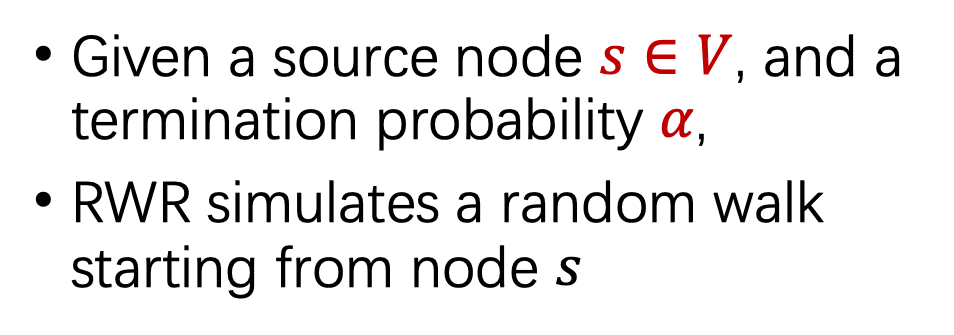 • Given a source node s ∈ V, and a
termination probability α,
• RWR simulates a random walk
starting from node s